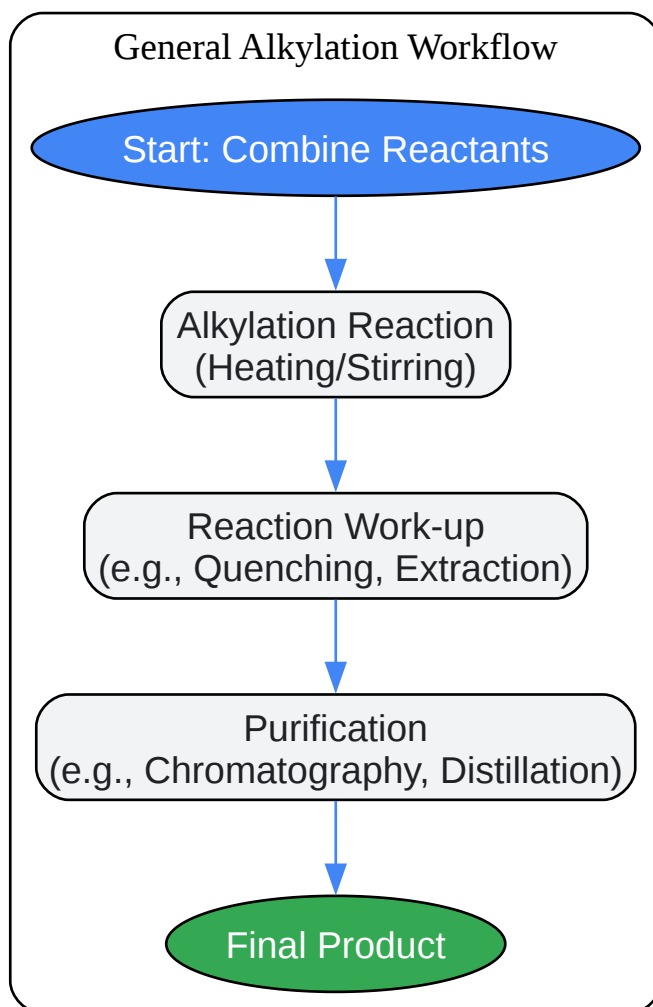 General Alkylation Workflow
Start: Combine Reactants
Alkylation Reaction
(Heating/Stirring)
Reaction Work-up
(e.g., Quenching, Extraction)
Purification
(e.g., Chromatography, Distillation)
Final Product